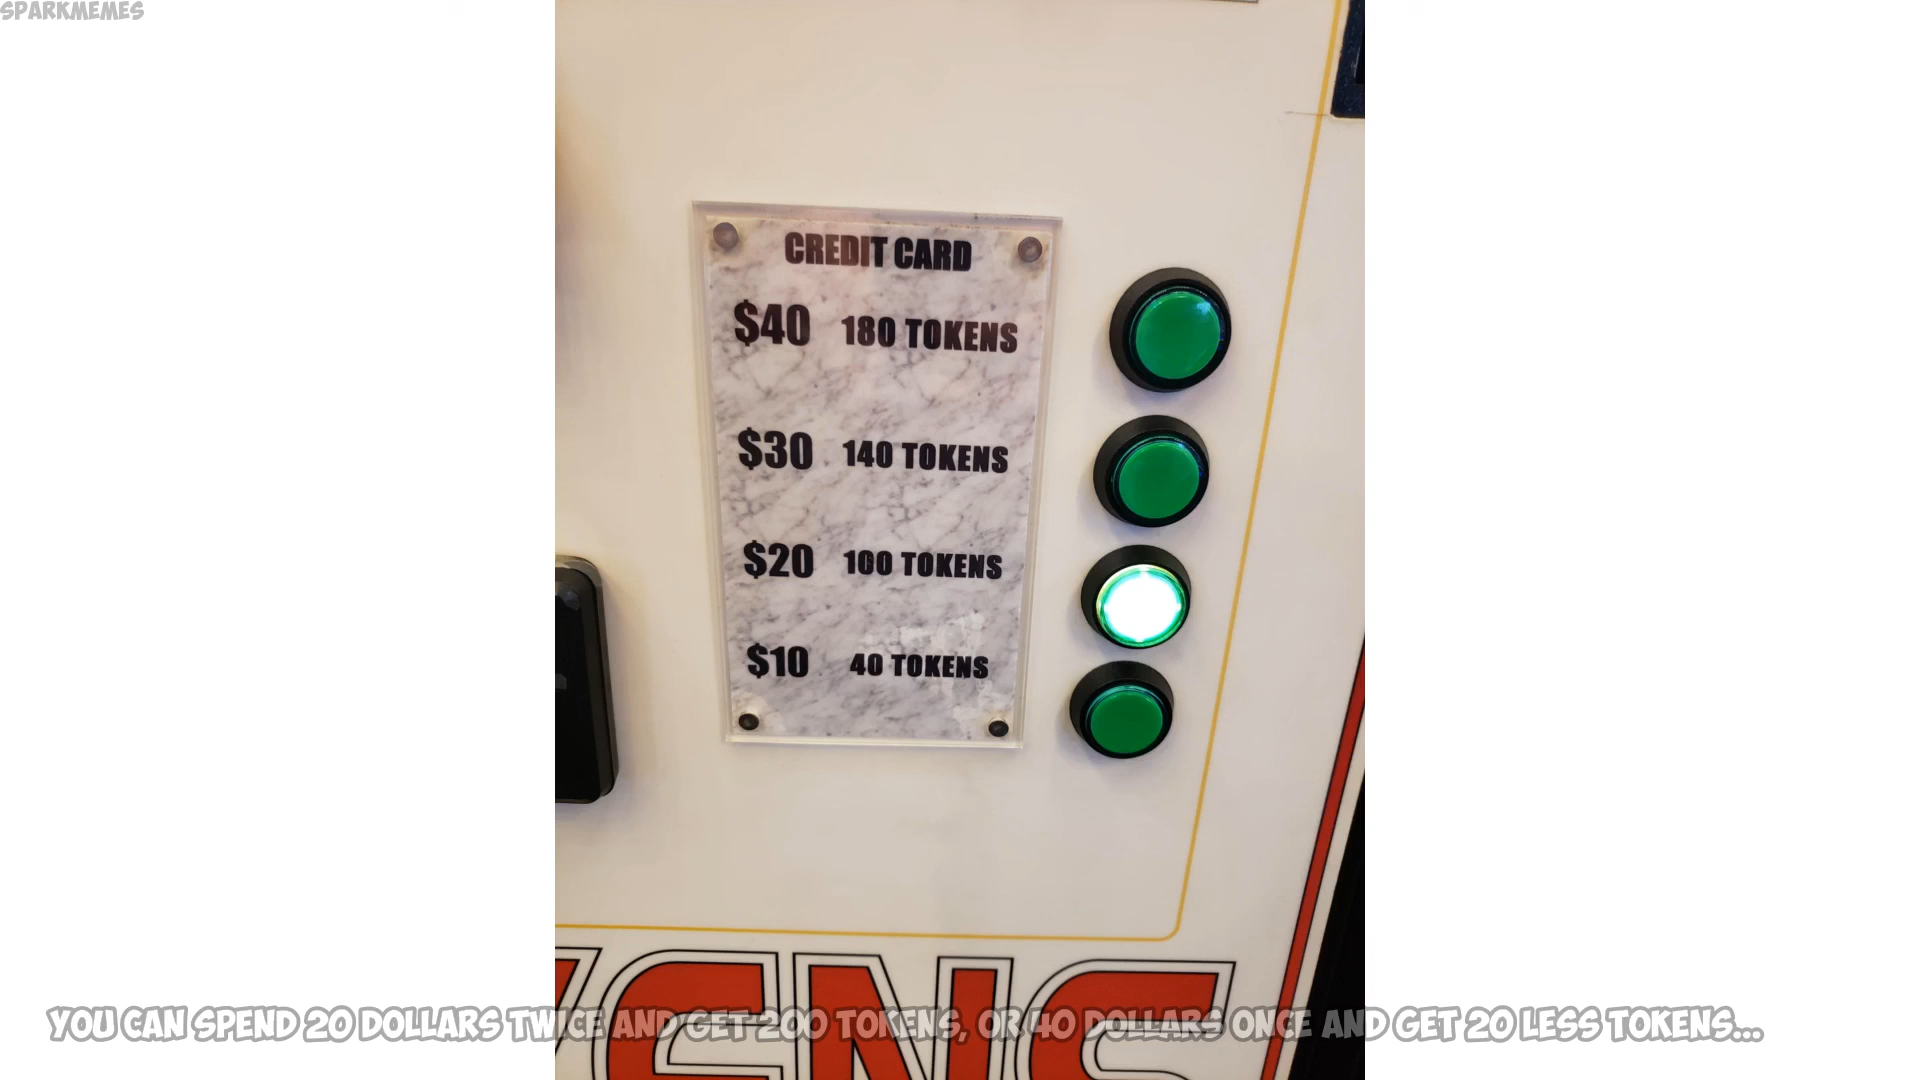 SPARKMEMES
CREDIT CARD
$40 180 TOKENS
$30 140 TOKENS
$20 100 TOKENS
$10 40 TOKENS
YOU CAN SPEND 20 DOLLARS TWICE AND GET 200 TOKENS, OR 40 DOLLARS ONCE AND GET 20 LESS TOKENS...